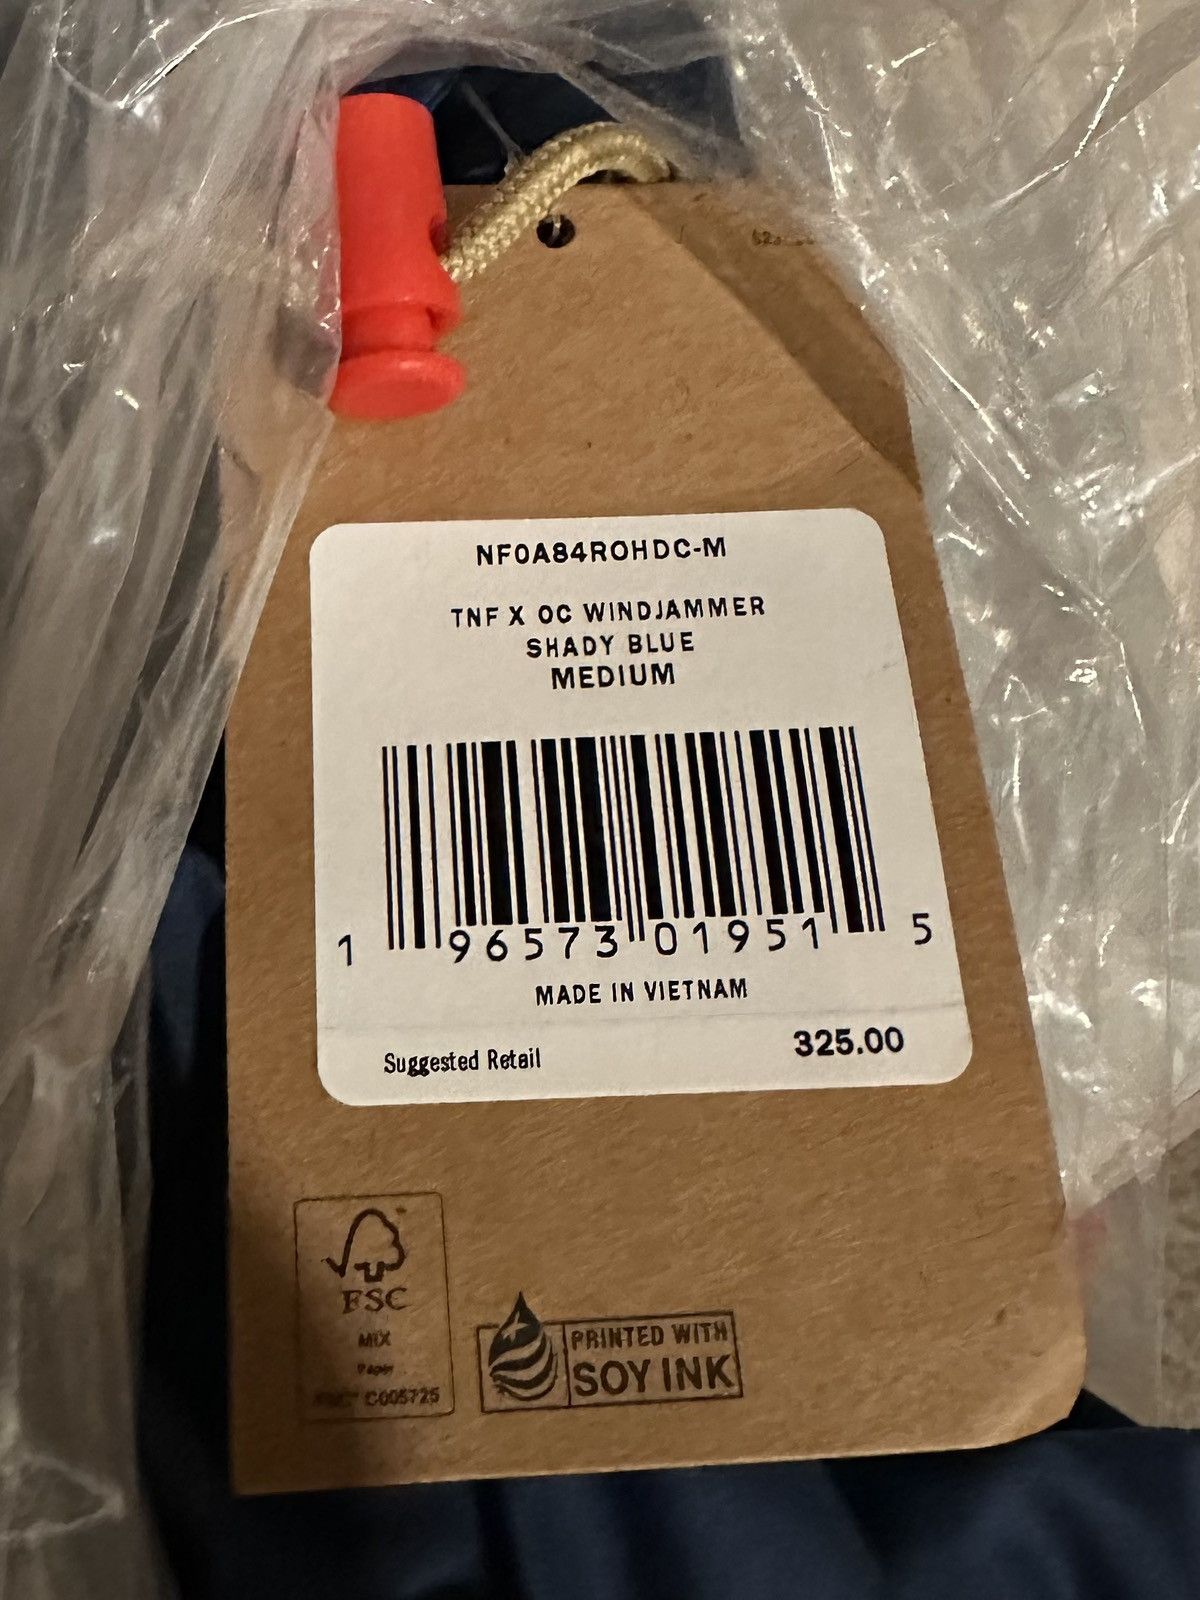 NF0A84ROHDC-M
TNF X OC WINDJAMMER
SHADY BLUE
MEDIUM
1 96573 01951 5
MADE IN VIETNAM
Suggested Retail 325.00
FSC
MIX
Paper
C005725
PRINTED WITH
SOY INK